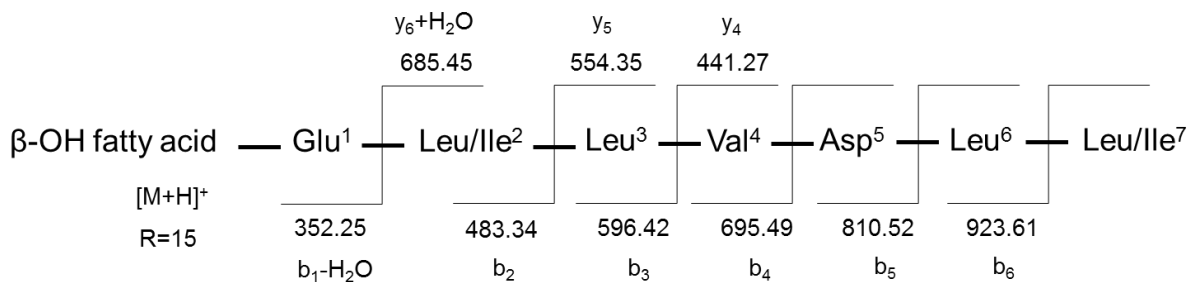 y₆+H₂O y₅ y₄
685.45 554.35 441.27
β-OH fatty acid Glu¹ Leu/Ile² Leu³ Val⁴ Asp⁵ Leu⁶ Leu/Ile⁷
[M+H]⁺
R=15 352.25 483.34 596.42 695.49 810.52 923.61
b₁-H₂O b₂ b₃ b₄ b₅ b₆